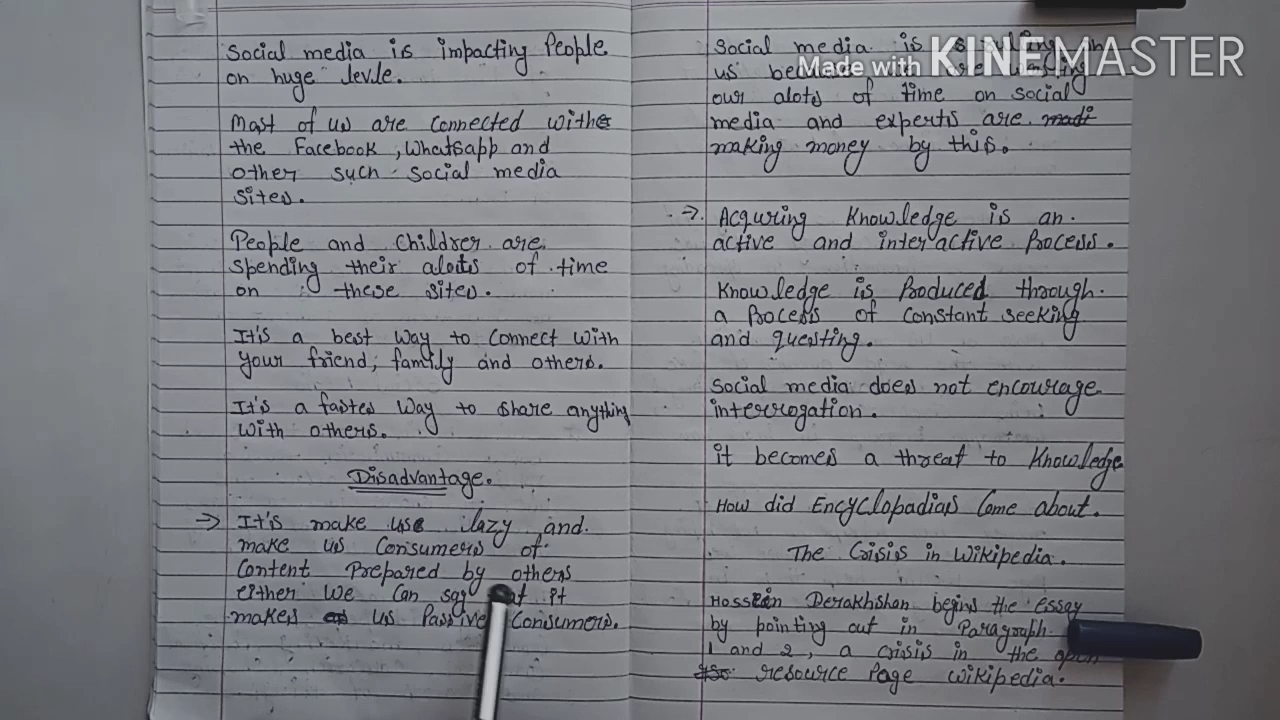 Social media is impacting People
on huge levle.
Mast of us are connected withe
the Facebook, Whatsapp and
other such social media
sites.
People and children are
spending their alots of time
on these sites.
It's a best way to connect with
your friend, family and others.
It's a fastes way to share anything
with others.
Disadvantage.
→ It's make us lazy and
make us consumers of
content Prepared by others
either we can say it
makes us Passive consumers.
Social media is
us
our alots of time on social
media and experts are
making money by this.
→ Acquring Knowledge is an
active and interactive Process.
Knowledge is Produced through
a Process of constant seeking
and questing.
Social media does not encourage
interrogation.
it becomes a threat to Knowledge
How did Encyclopadias Come about.
The Crisis in Wikipedia.
Hossein Derakhshan begins the essay
by pointing out in Paragraph
1 and 2, a crisis in the open
resource Page wikipedia.
Made with KINEMASTER